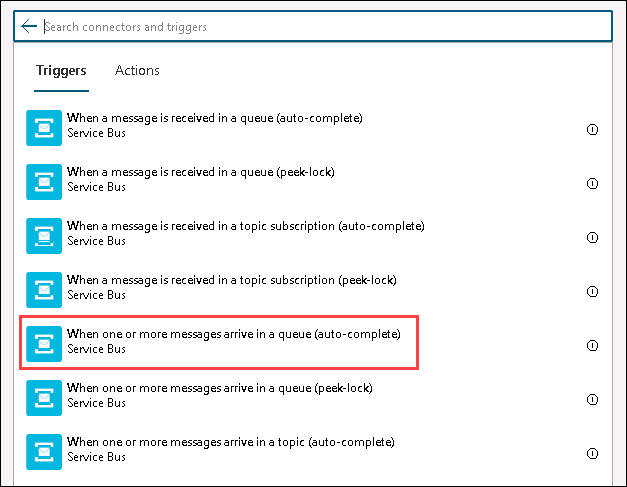 Search connectors and triggers
Triggers Actions
When a message is received in a queue (auto-complete)
Service Bus
When a message is received in a queue (peek-lock)
Service Bus
When a message is received in a topic subscription (auto-complete)
Service Bus
When a message is received in a topic subscription (peek-lock)
Service Bus
When one or more messages arrive in a queue (auto-complete)
Service Bus
When one or more messages arrive in a queue (peek-lock)
Service Bus
When one or more messages arrive in a topic (auto-complete)
Service Bus